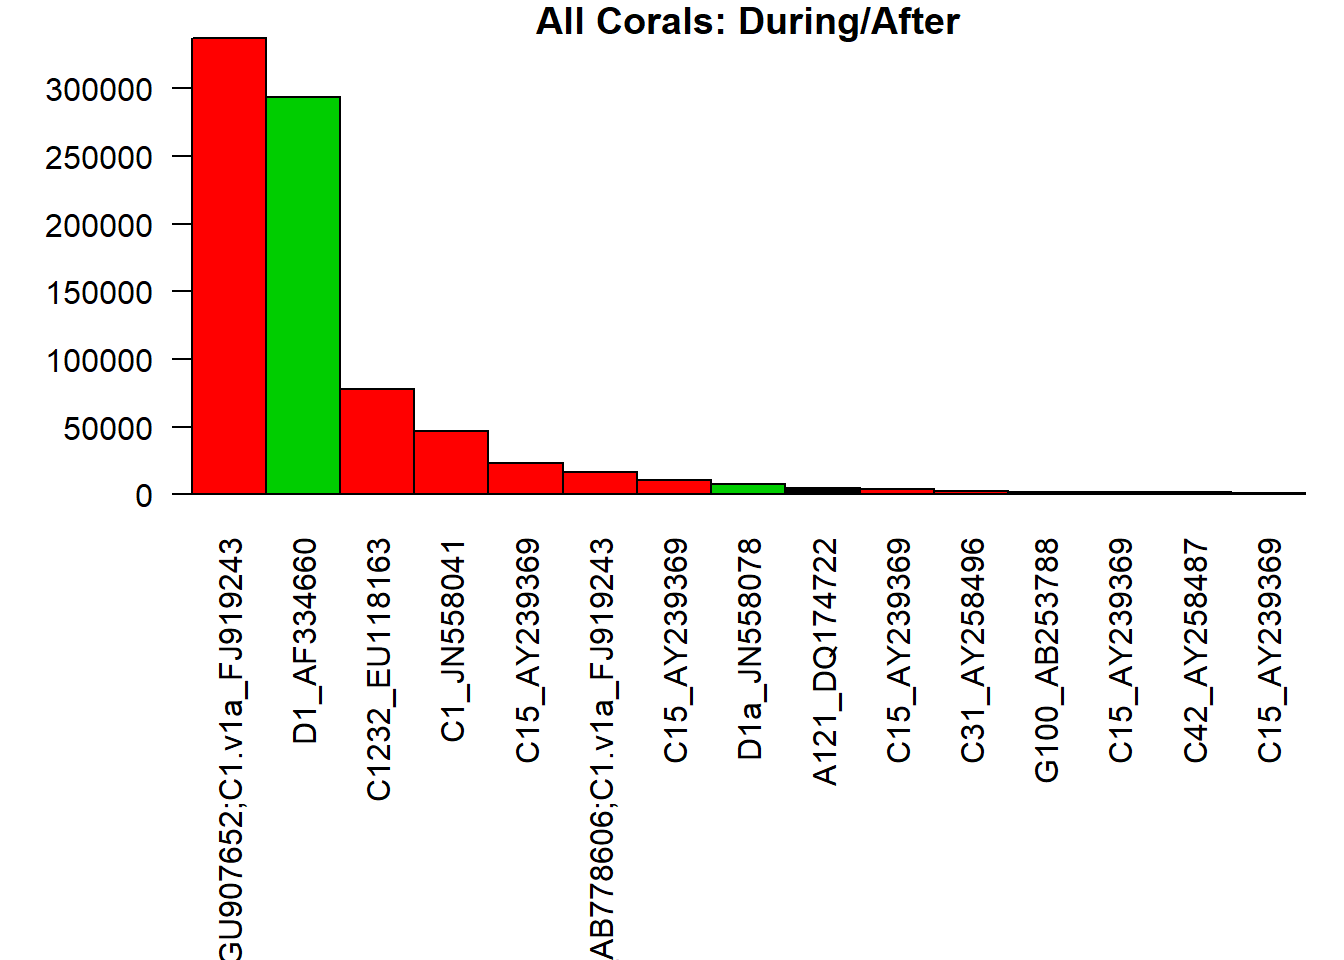 All Corals: During/After
300000
250000
200000
150000
100000
50000
0
GU907652;C1.v1a_FJ919243
D1_AF334660
C1232_EU118163
C1_JN558041
C15_AY239369
AB778606;C1.v1a_FJ919243
C15_AY239369
D1a_JN558078
A121_DQ174722
C15_AY239369
C31_AY258496
G100_AB253788
C15_AY239369
C42_AY258487
C15_AY239369